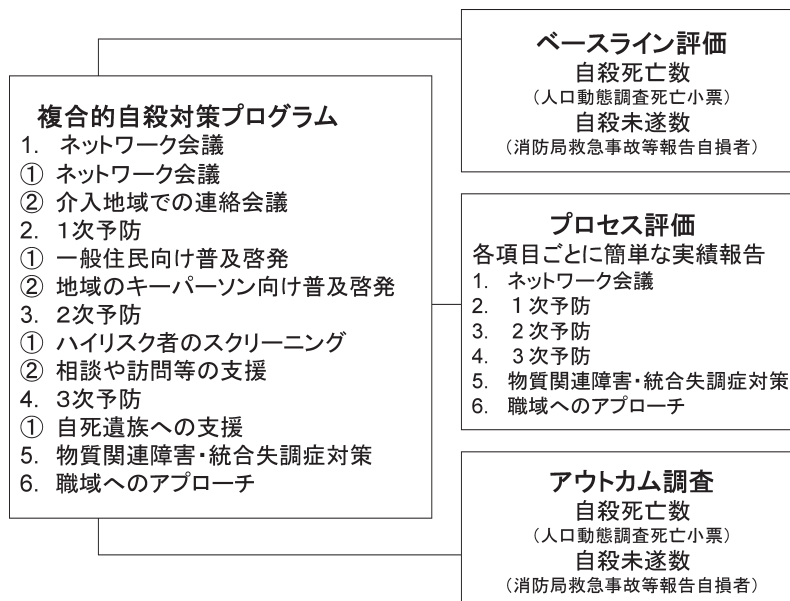 複合的自殺対策プログラム
1. ネットワーク会議
① ネットワーク会議
② 介入地域での連絡会議
2. 1次予防
① 一般住民向け普及啓発
② 地域のキーパーソン向け普及啓発
3. 2次予防
① ハイリスク者のスクリーニング
② 相談や訪問等の支援
4. 3次予防
① 自死遺族への支援
5. 物質関連障害・統合失調症対策
6. 職域へのアプローチ
ベースライン評価
自殺死亡数
(人口動態調査死亡小票)
自殺未遂数
(消防局救急事故等報告自損者)
プロセス評価
各項目ごとに簡単な実績報告
1. ネットワーク会議
2. 1次予防
3. 2次予防
4. 3次予防
5. 物質関連障害・統合失調症対策
6. 職域へのアプローチ
アウトカム調査
自殺死亡数
(人口動態調査死亡小票)
自殺未遂数
(消防局救急事故等報告自損者)